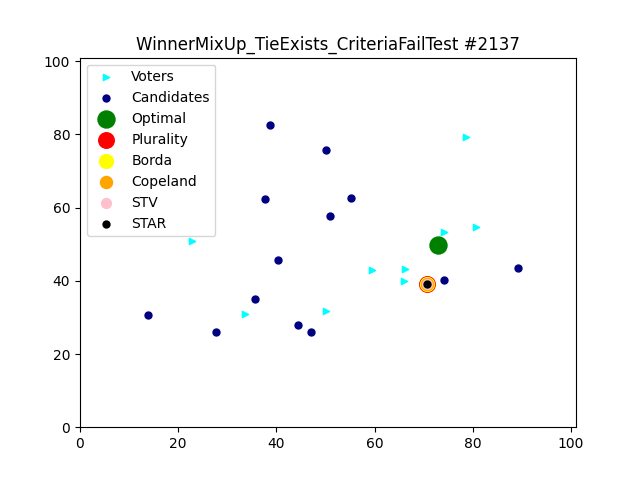 WinnerMixUp_TieExists_CriteriaFailTest #2137
100
80
60
40
20
0
Voters
Candidates
Optimal
Plurality
Borda
Copeland
STV
STAR
0 20 40 60 80 100